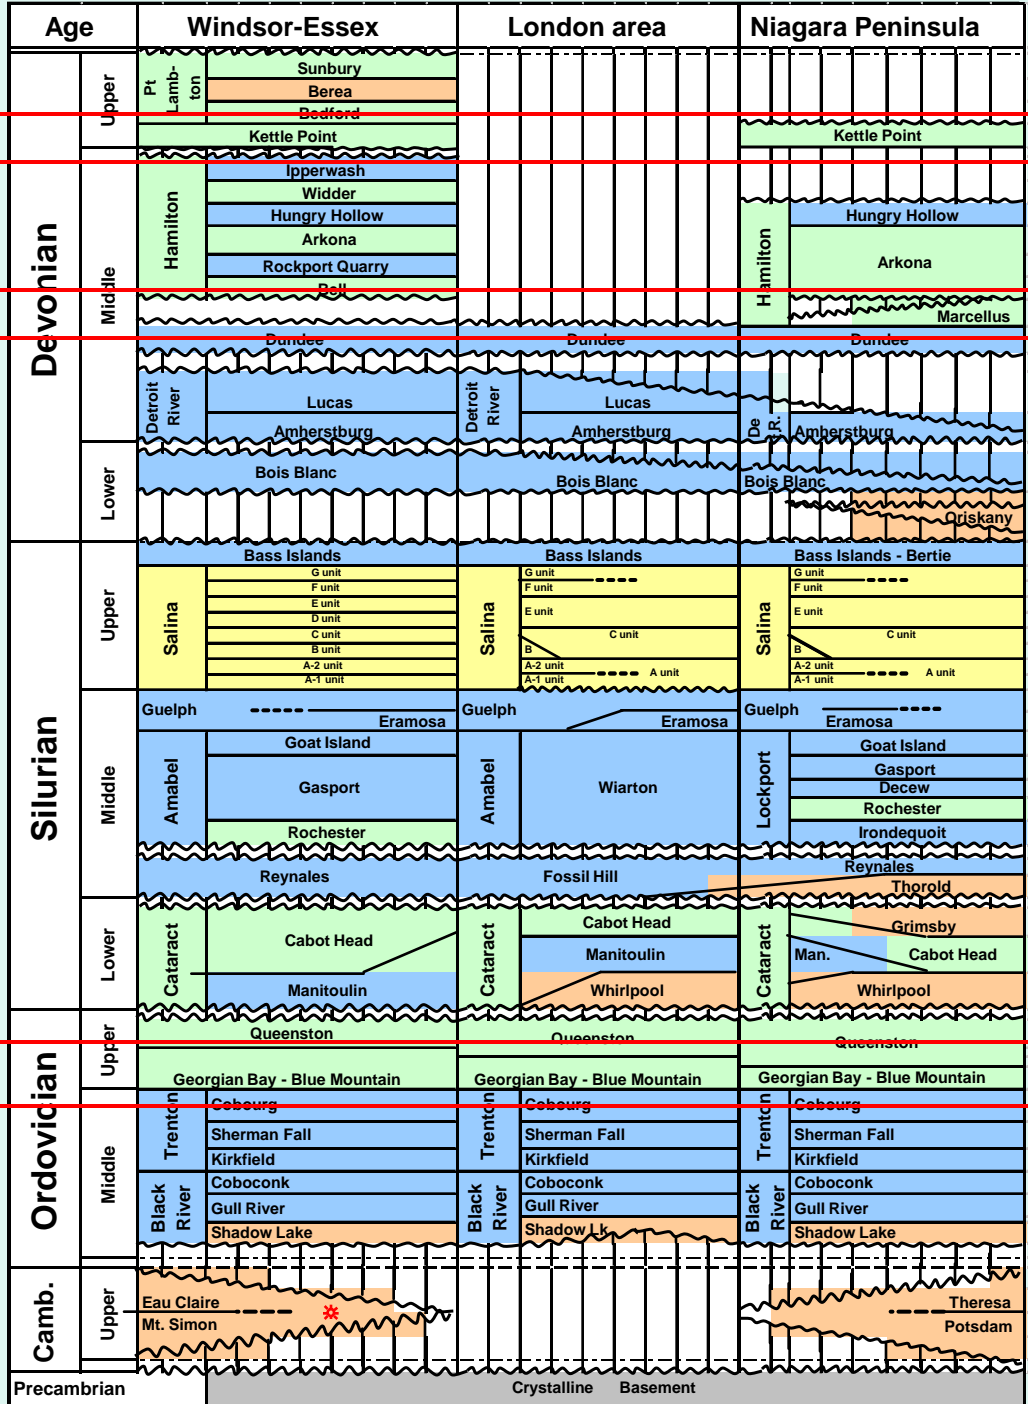 Age
Windsor-Essex
London area
Niagara Peninsula
Devonian
Upper
Pt
Lamb-
ton
Sunbury
Berea
Bedford
Kettle Point
Kettle Point
Middle
Hamilton
Ipperwash
Widder
Hungry Hollow
Arkona
Rockport Quarry
Bell
Hamilton
Hungry Hollow
Arkona
Marcellus
Dundee
Dundee
Dundee
Detroit
River
Lucas
Amherstburg
Detroit
River
Lucas
Amherstburg
De
t.R.
Amherstburg
Lower
Bois Blanc
Bois Blanc
Bois Blanc
Oriskany
Silurian
Upper
Bass Islands
Bass Islands
Bass Islands - Bertie
Salina
G unit
F unit
E unit
D unit
C unit
B unit
A-2 unit
A-1 unit
Salina
G unit
F unit
E unit
C unit
B
A-2 unit
A unit
A-1 unit
Salina
G unit
F unit
E unit
C unit
B
A-2 unit
A unit
A-1 unit
Middle
Guelph
Eramosa
Guelph
Eramosa
Guelph
Eramosa
Amabel
Goat Island
Gasport
Rochester
Amabel
Wiarton
Lockport
Goat Island
Gasport
Decew
Rochester
Irondequoit
Reynales
Fossil Hill
Reynales
Thorold
Lower
Cataract
Cabot Head
Manitoulin
Cataract
Cabot Head
Manitoulin
Whirlpool
Cataract
Grimsby
Man.
Cabot Head
Whirlpool
Ordovician
Upper
Queenston
Queenston
Queenston
Georgian Bay - Blue Mountain
Georgian Bay - Blue Mountain
Georgian Bay - Blue Mountain
Middle
Trenton
Cobourg
Sherman Fall
Kirkfield
Trenton
Cobourg
Sherman Fall
Kirkfield
Trenton
Cobourg
Sherman Fall
Kirkfield
Black
River
Coboconk
Gull River
Shadow Lake
Black
River
Coboconk
Gull River
Shadow Lk.
Black
River
Coboconk
Gull River
Shadow Lake
Camb.
Upper
Eau Claire
Mt. Simon
Theresa
Potsdam
Precambrian
Crystalline Basement